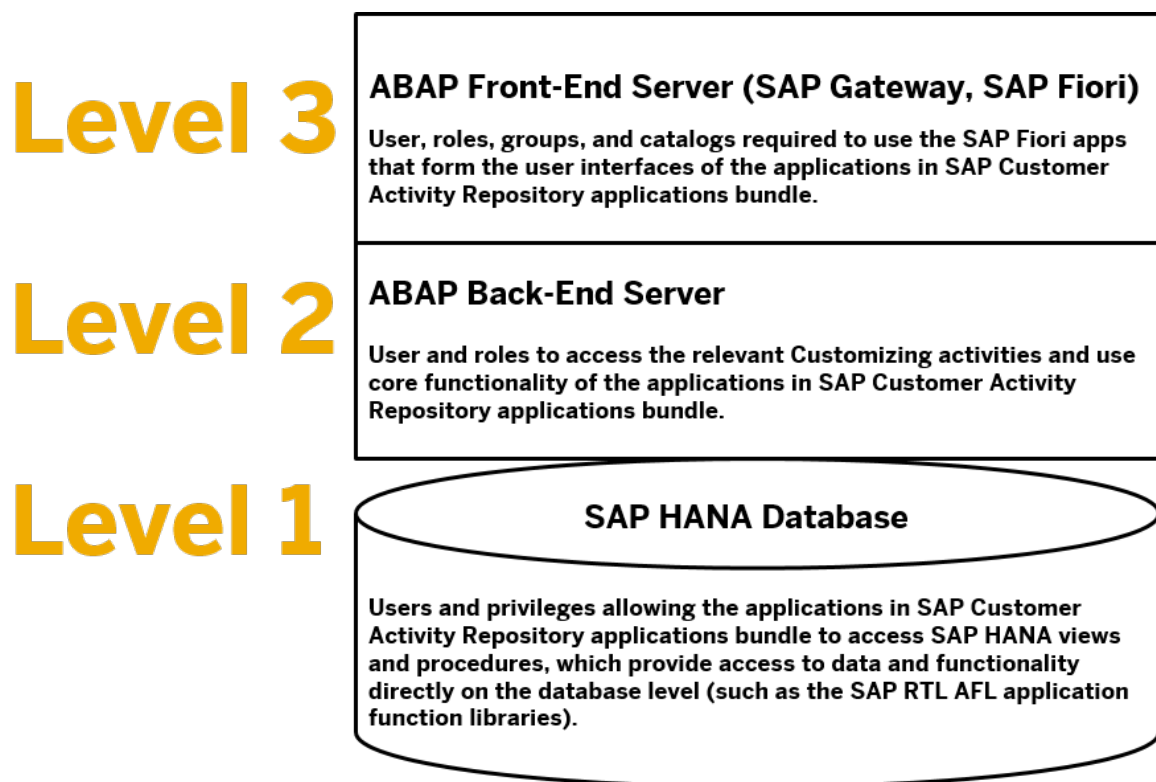 Level 3
ABAP Front-End Server (SAP Gateway, SAP Fiori)
User, roles, groups, and catalogs required to use the SAP Fiori apps
that form the user interfaces of the applications in SAP Customer
Activity Repository applications bundle.
Level 2
ABAP Back-End Server
User and roles to access the relevant Customizing activities and use
core functionality of the applications in SAP Customer Activity
Repository applications bundle.
Level 1
SAP HANA Database
Users and privileges allowing the applications in SAP Customer
Activity Repository applications bundle to access SAP HANA views
and procedures, which provide access to data and functionality
directly on the database level (such as the SAP RTL AFL application
function libraries).